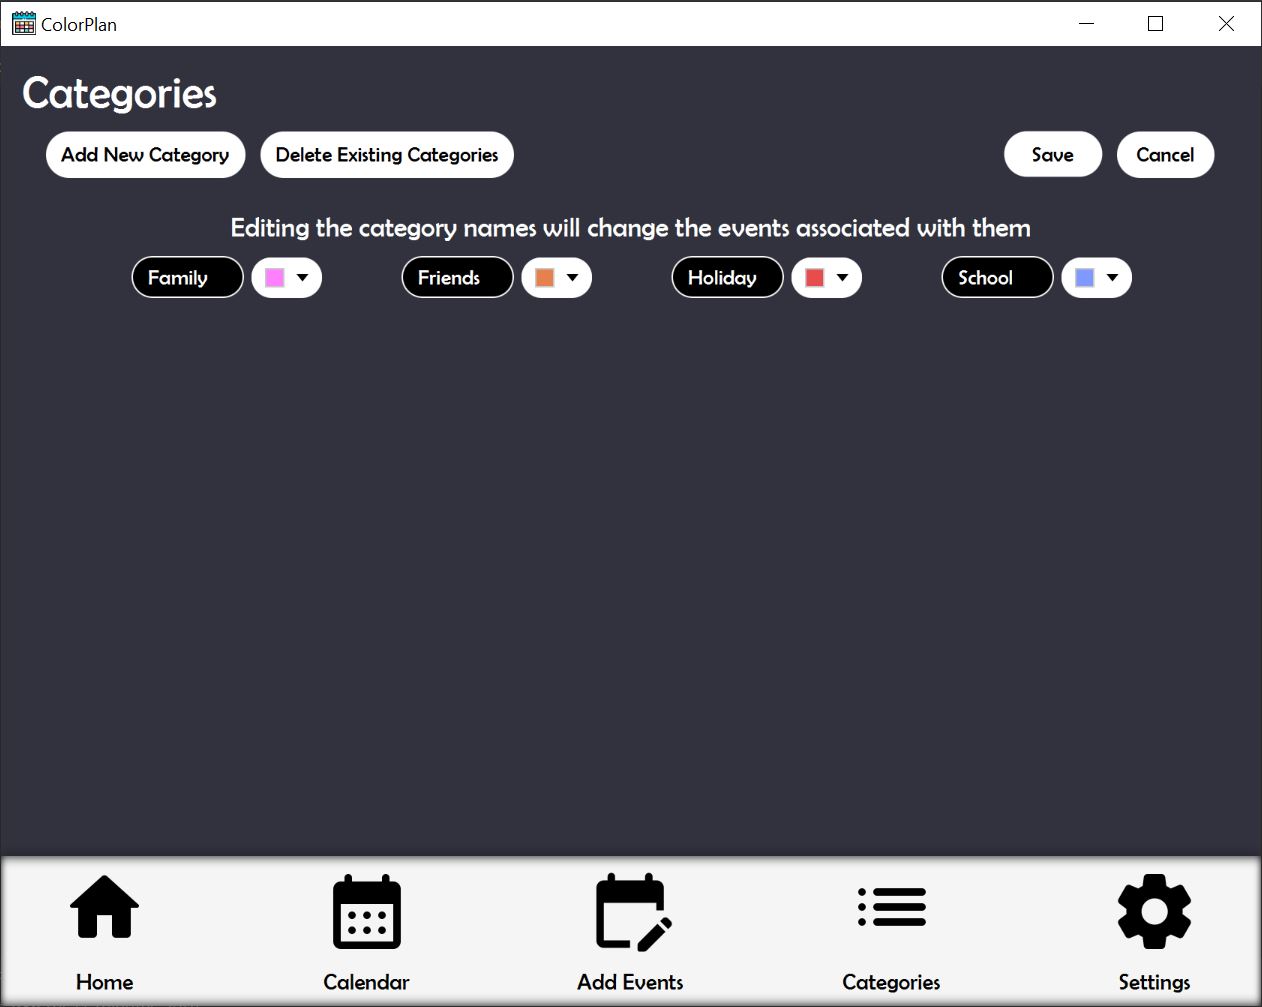 ColorPlan
Categories
Add New Category Delete Existing Categories Save Cancel
Editing the category names will change the events associated with them
Family Friends Holiday School
Home Calendar Add Events Categories Settings